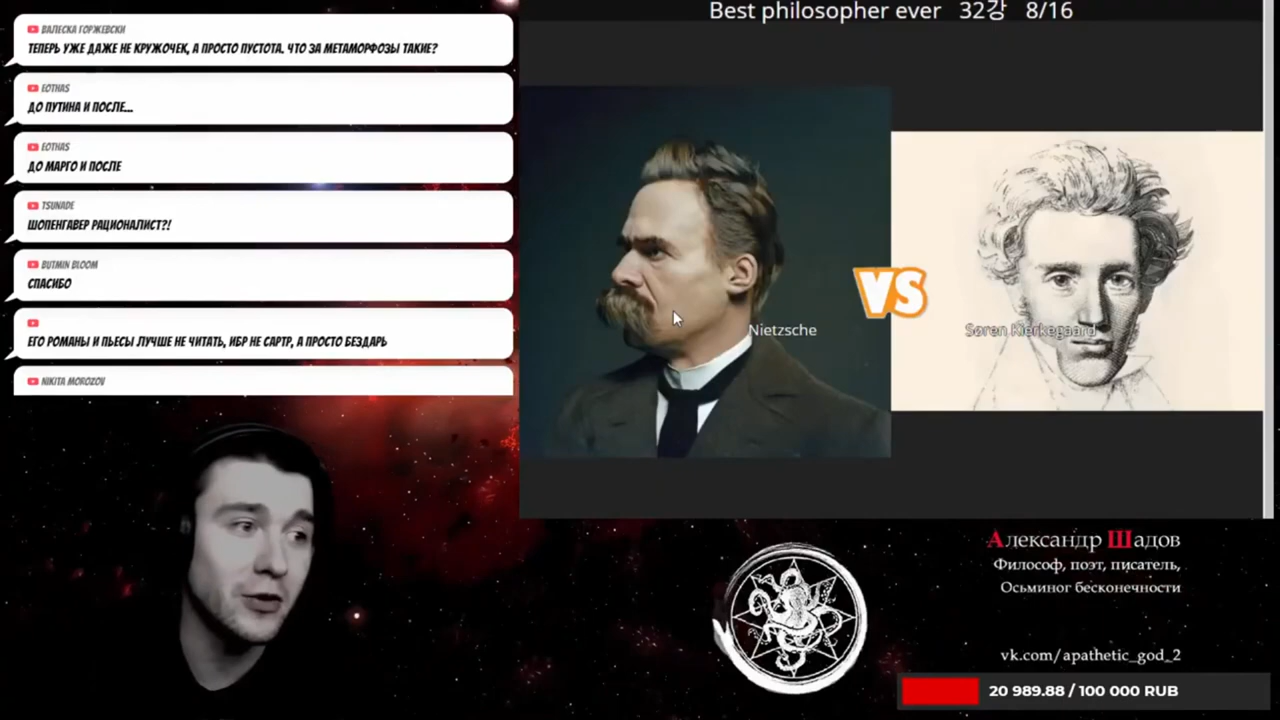 Best philosopher ever 32강 8/16
ВАЛЕСКА ГОРЖЕВСКИ
ТЕПЕРЬ УЖЕ ДАЖЕ НЕ КРУЖОЧЕК, А ПРОСТО ПУСТОТА. ЧТО ЗА МЕТАМОРФОЗЫ ТАКИЕ?
EOTHAS
ДО ПУТИНА И ПОСЛЕ...
EOTHAS
ДО МАРГО И ПОСЛЕ
TSUNADE
ШОПЕНГАВЕР РАЦИОНАЛИСТ?!
BUTMIN BLOOM
СПАСИБО
ЕГО РОМАНЫ И ПЬЕСЫ ЛУЧШЕ НЕ ЧИТАТЬ, ИБР НЕ САРТР, А ПРОСТО БЕЗДАРЬ
NIKITA MOROZOV
VS
Nietzsche
Søren Kierkegaard
Александр Шадов
Философ, поэт, писатель,
Осьминог бесконечности
vk.com/apathetic_god_2
20 989.88 / 100 000 RUB